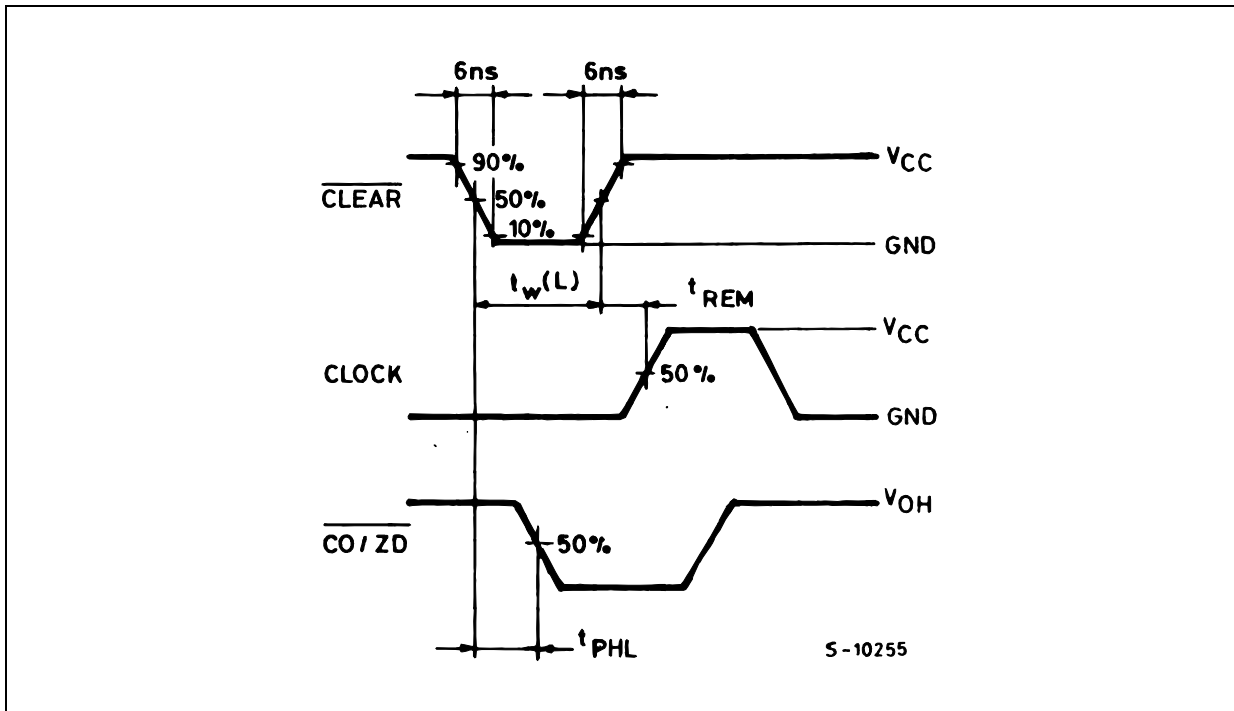 6ns 6ns
90%
VCC
CLEAR
50%
10%
GND
tw(L)
tREM
VCC
CLOCK
50%
GND
VOH
CO/ZD
50%
tPHL
S-10255